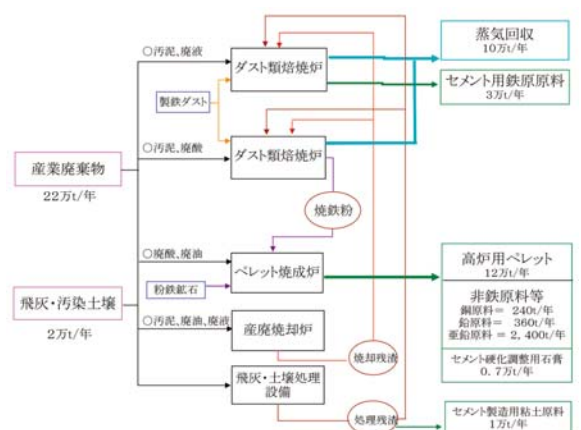 蒸気回収
10万t/年
○汚泥、廃液
ダスト類焙焼炉
セメント用鉄原原料
3万t/年
製鉄ダスト
○汚泥、廃酸
ダスト類焙焼炉
産業廃棄物
22万t/年
焼鉄粉
○廃酸、廃油
ペレット焼成炉
粉鉄鉱石
高炉用ペレット
12万t/年
非鉄原料等
銅原料= 240t/年
鉛原料= 360t/年
亜鉛原料=2,400t/年
セメント硬化調整用石膏
0.7万t/年
飛灰・汚染土壌
2万t/年
○汚泥、廃油、廃液
産廃焼却炉
焼却残渣
飛灰・土壌処理
設備
処理残渣
セメント製造用粘土原料
1万t/年